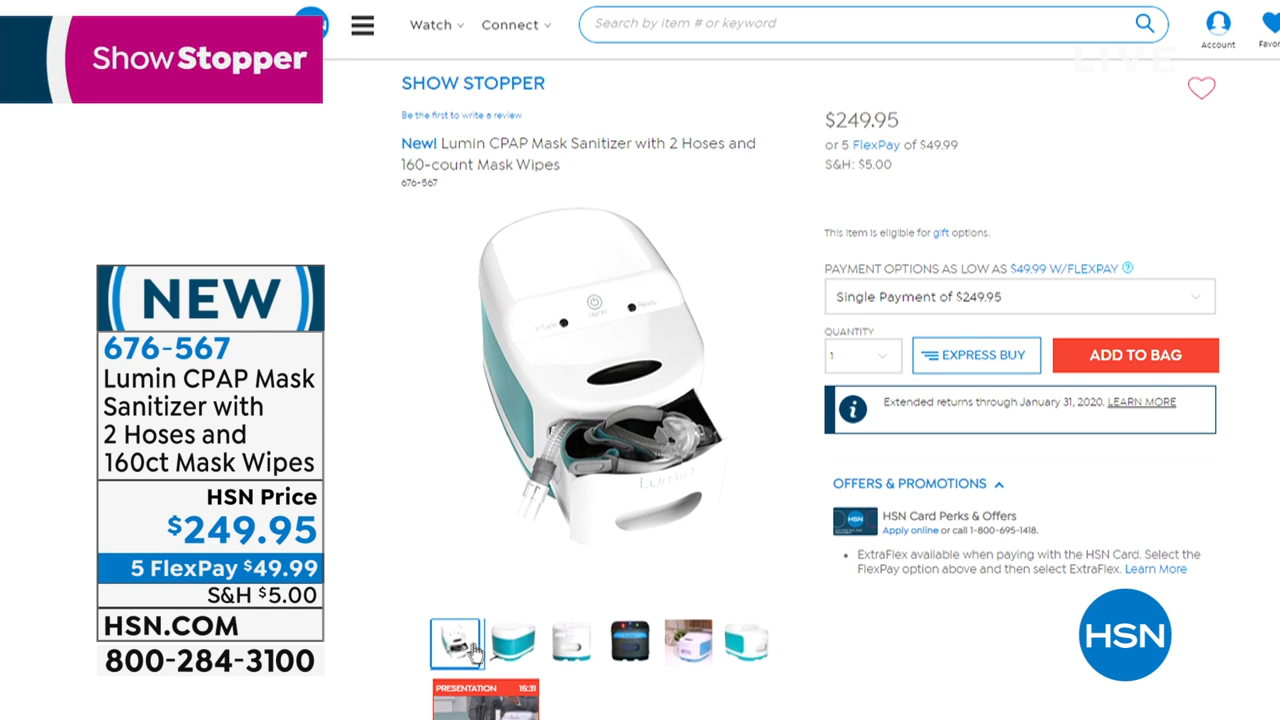 Show Stopper
Watch
Connect
Search by item # or keyword
Account
LIVE
SHOW STOPPER
Be the first to write a review
New! Lumin CPAP Mask Sanitizer with 2 Hoses and
160-count Mask Wipes
676-567
$249.95
or 5 FlexPay of $49.99
S&H: $5.00
This item is eligible for gift options.
PAYMENT OPTIONS AS LOW AS $49.99 W/FLEXPAY ?
Single Payment of $249.95
QUANTITY
1
EXPRESS BUY
ADD TO BAG
Extended returns through January 31, 2020. LEARN MORE
OFFERS & PROMOTIONS
HSN
HSN Card Perks & Offers
Apply online or call 1-800-695-1418.
• ExtraFlex available when paying with the HSN Card. Select the
FlexPay option above and then select ExtraFlex. Learn More
Ready
Lumin
PRESENTATION 15:31
NEW
676-567
Lumin CPAP Mask
Sanitizer with
2 Hoses and
160ct Mask Wipes
HSN Price
$249.95
5 FlexPay $49.99
S&H $5.00
HSN.COM
800-284-3100
HSN